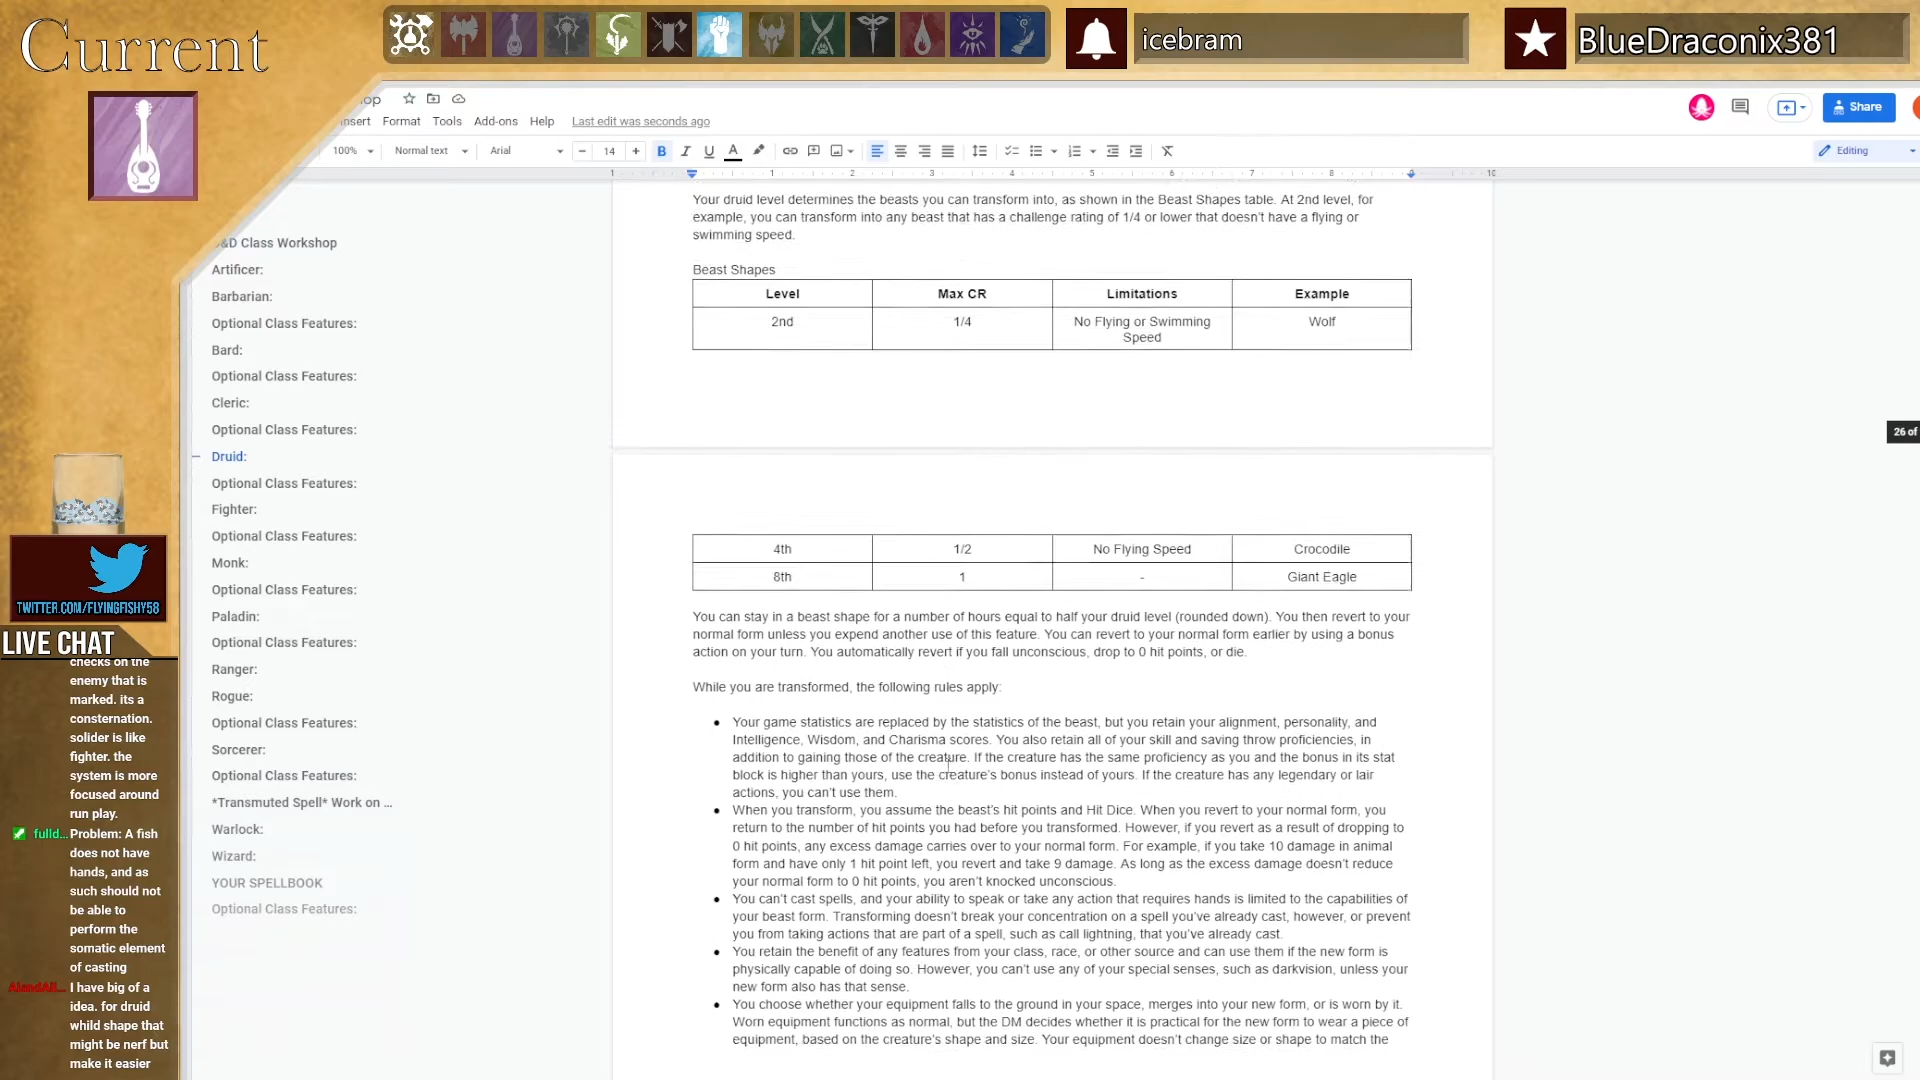 Current
icebram
BlueDraconix381
op
nsert Format Tools Add-ons Help Last edit was seconds ago
Share
100% Normal text Arial 14
Editing
1 1 2 3 4 5 6 7 8 9 10
&D Class Workshop
Artificer:
Barbarian:
Optional Class Features:
Bard:
Optional Class Features:
Cleric:
Optional Class Features:
Druid:
Optional Class Features:
Fighter:
Optional Class Features:
Monk:
Optional Class Features:
Paladin:
Optional Class Features:
Ranger:
Rogue:
Optional Class Features:
Sorcerer:
Optional Class Features:
*Transmuted Spell* Work on ...
Warlock:
Wizard:
YOUR SPELLBOOK
Optional Class Features:
Your druid level determines the beasts you can transform into, as shown in the Beast Shapes table. At 2nd level, for
example, you can transform into any beast that has a challenge rating of 1/4 or lower that doesn't have a flying or
swimming speed.
Beast Shapes
Level Max CR Limitations Example
2nd 1/4 No Flying or Swimming Speed Wolf
26 of
4th 1/2 No Flying Speed Crocodile
8th 1 - Giant Eagle
You can stay in a beast shape for a number of hours equal to half your druid level (rounded down). You then revert to your
normal form unless you expend another use of this feature. You can revert to your normal form earlier by using a bonus
action on your turn. You automatically revert if you fall unconscious, drop to 0 hit points, or die.
While you are transformed, the following rules apply:
• Your game statistics are replaced by the statistics of the beast, but you retain your alignment, personality, and
Intelligence, Wisdom, and Charisma scores. You also retain all of your skill and saving throw proficiencies, in
addition to gaining those of the creature. If the creature has the same proficiency as you and the bonus in its stat
block is higher than yours, use the creature's bonus instead of yours. If the creature has any legendary or lair
actions, you can't use them.
• When you transform, you assume the beast's hit points and Hit Dice. When you revert to your normal form, you
return to the number of hit points you had before you transformed. However, if you revert as a result of dropping to
0 hit points, any excess damage carries over to your normal form. For example, if you take 10 damage in animal
form and have only 1 hit point left, you revert and take 9 damage. As long as the excess damage doesn't reduce
your normal form to 0 hit points, you aren't knocked unconscious.
• You can't cast spells, and your ability to speak or take any action that requires hands is limited to the capabilities of
your beast form. Transforming doesn't break your concentration on a spell you've already cast, however, or prevent
you from taking actions that are part of a spell, such as call lightning, that you've already cast.
• You retain the benefit of any features from your class, race, or other source and can use them if the new form is
physically capable of doing so. However, you can't use any of your special senses, such as darkvision, unless your
new form also has that sense.
• You choose whether your equipment falls to the ground in your space, merges into your new form, or is worn by it.
Worn equipment functions as normal, but the DM decides whether it is practical for the new form to wear a piece of
equipment, based on the creature's shape and size. Your equipment doesn't change size or shape to match the
TWITTER.COM/FLYINGFISHY58
LIVE CHAT
checks on the
enemy that is
marked. its a
consternation.
solider is like
fighter. the
system is more
focused around
run play.
fulld... Problem: A fish
does not have
hands, and as
such should not
be able to
perform the
somatic element
of casting
I have big of a
idea. for druid
whild shape that
might be nerf but
make it easier